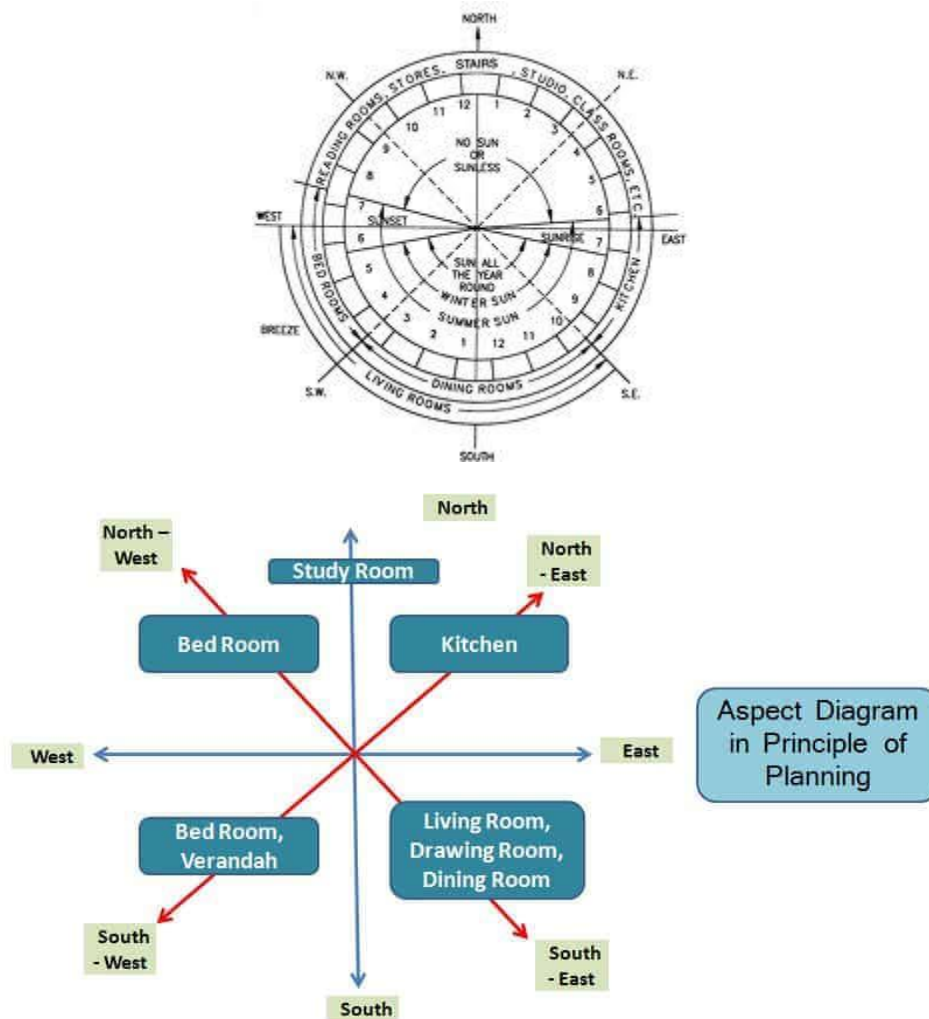 NORTH
N.W.
N.E.
READING ROOMS, STORES, STAIRS, STUDIO, CLASS ROOMS, ETC.
12 1 2 3 4 5 6 7 8 9 10 11 12 1 2 3 4 5 6 7 8 9 10 11
NO SUN
OR
SUNLESS
WEST
SUNSET
SUNRISE
EAST
SUN ALL
THE YEAR
ROUND
WINTER SUN
SUMMER SUN
BED ROOMS
KITCHEN
BREEZE
DINING ROOMS
LIVING ROOMS
S.W.
S.E.
SOUTH
North
North –
West
North
- East
Study Room
Bed Room
Kitchen
West
East
Aspect Diagram
in Principle of
Planning
Bed Room,
Verandah
Living Room,
Drawing Room,
Dining Room
South
- West
South
- East
South